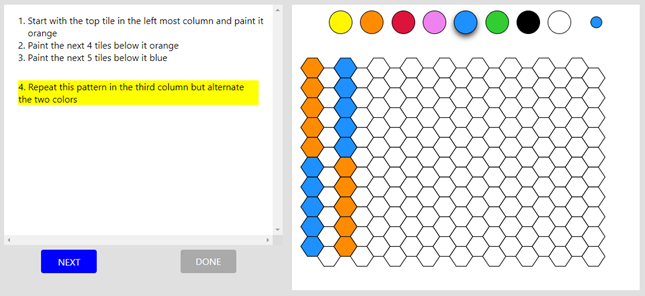 1. Start with the top tile in the left most column and paint it
orange
2. Paint the next 4 tiles below it orange
3. Paint the next 5 tiles below it blue
4. Repeat this pattern in the third column but alternate
the two colors
NEXT
DONE